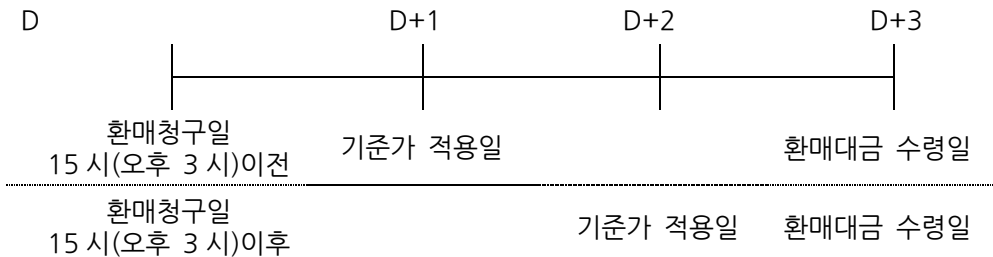 D D+1 D+2 D+3
환매청구일
15 시(오후 3 시)이전
기준가 적용일
환매대금 수령일
환매청구일
15 시(오후 3 시)이후
기준가 적용일
환매대금 수령일